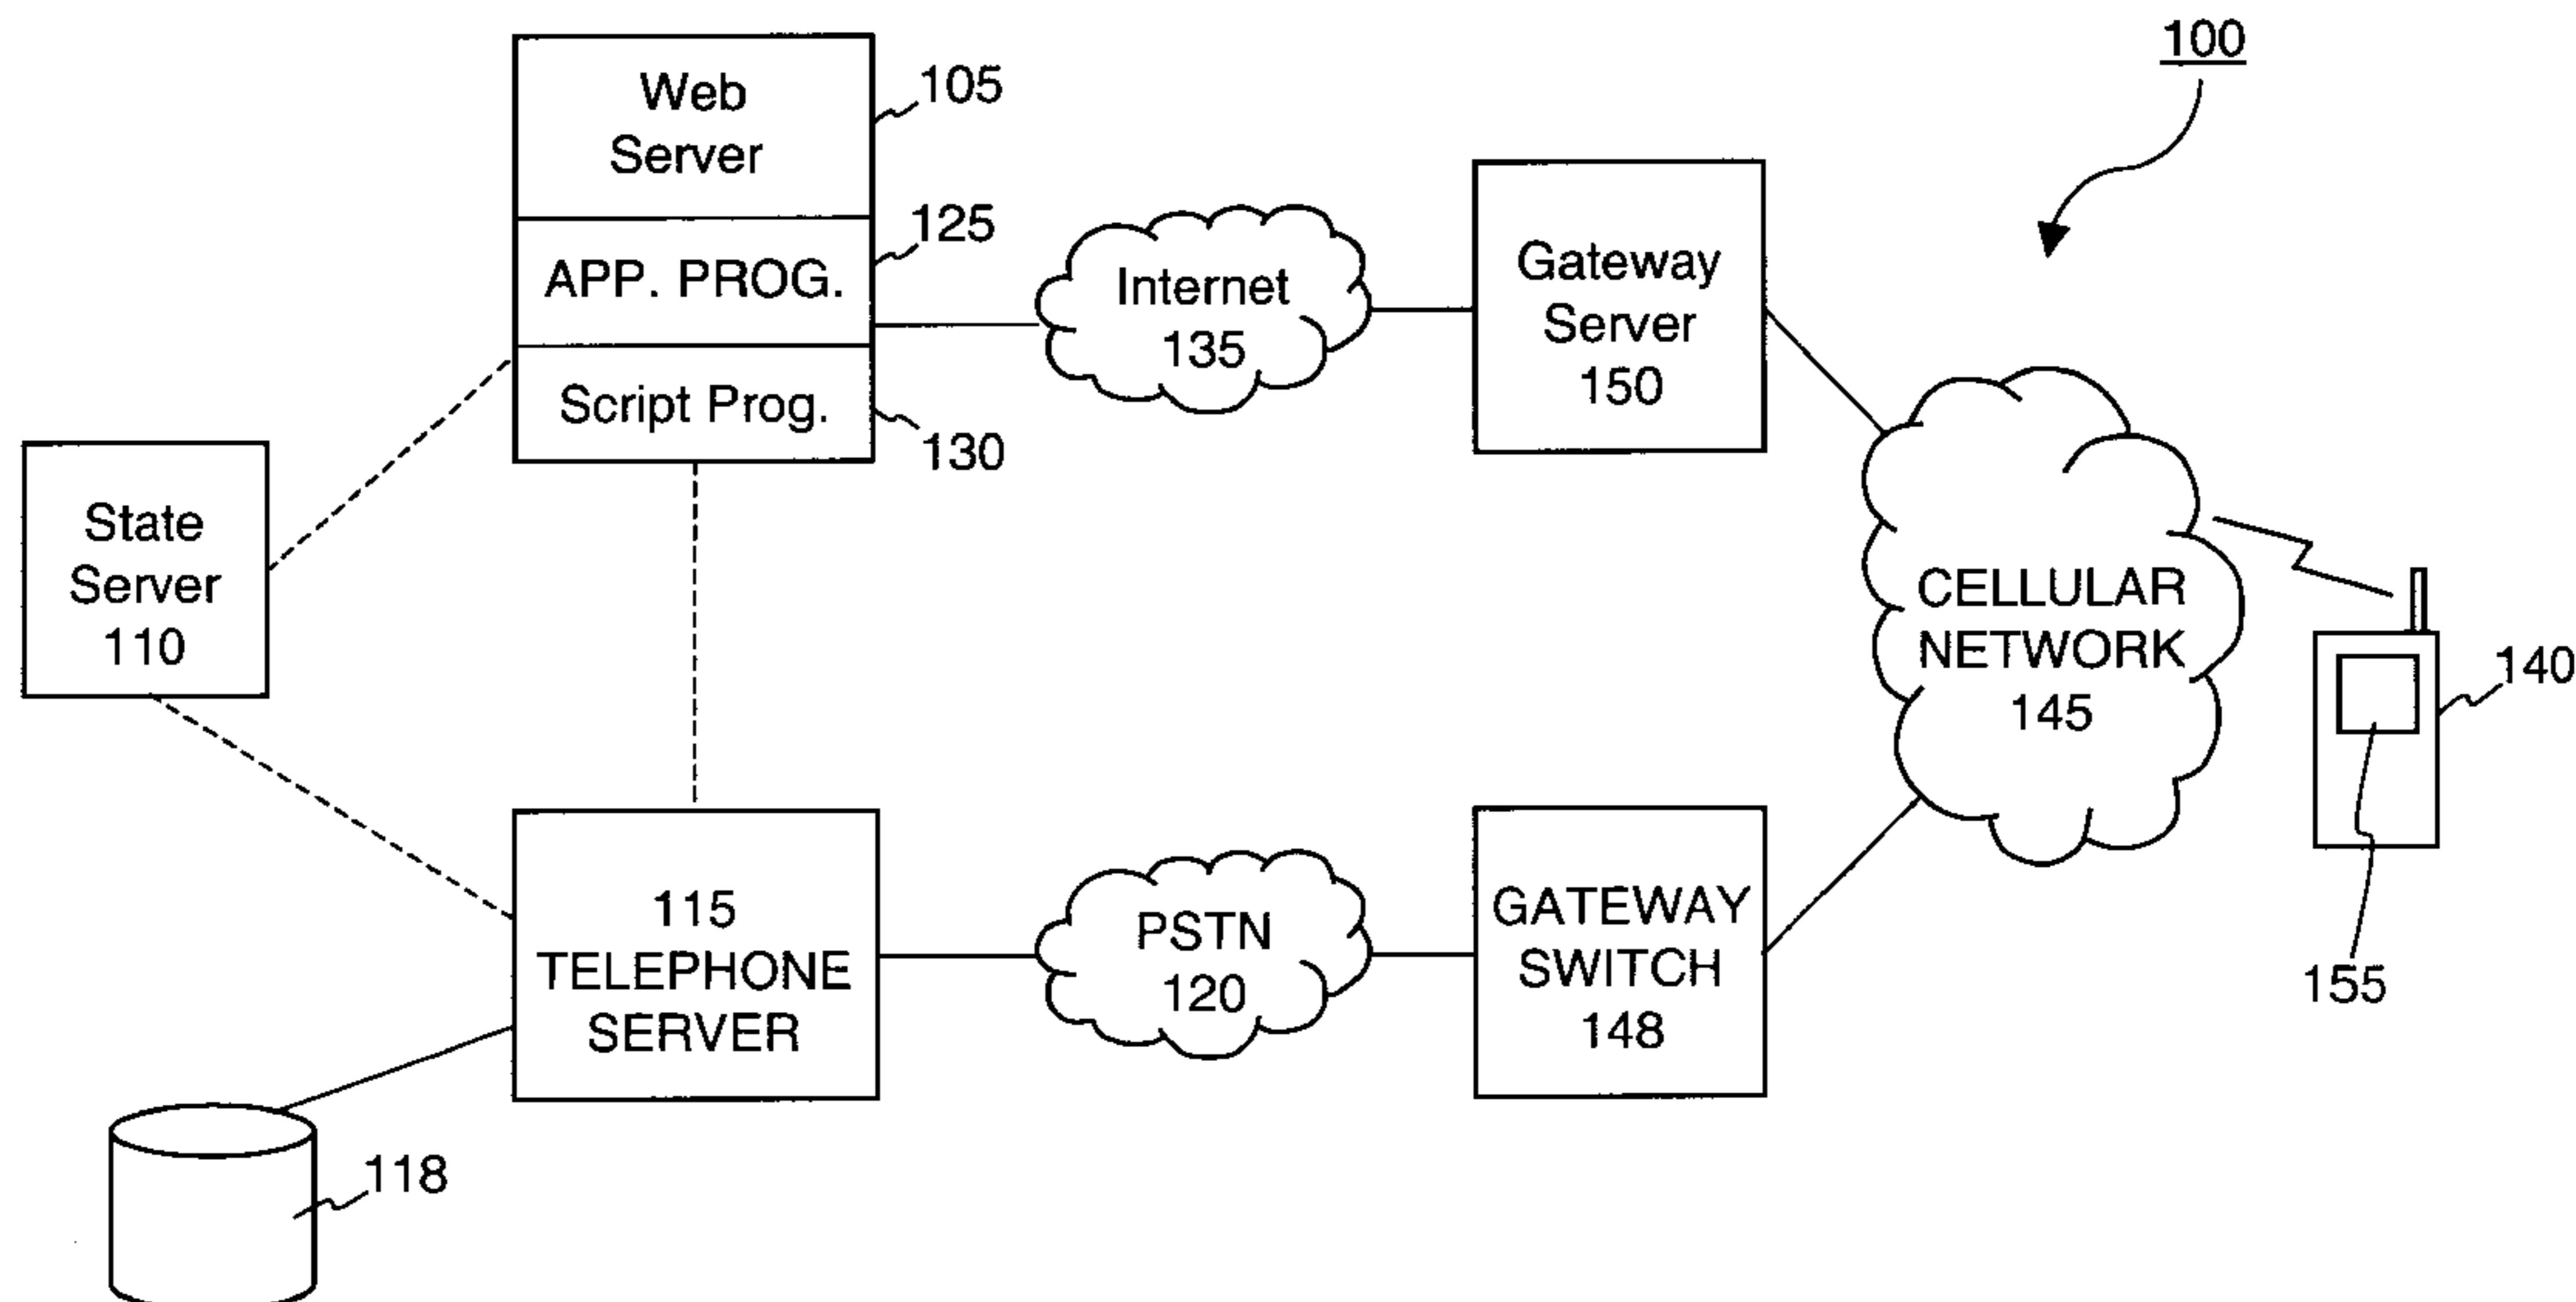 100
Web
Server
105
APP. PROG.
125
Script Prog.
130
Internet
135
Gateway
Server
150
State
Server
110
CELLULAR
NETWORK
145
140
155
115
TELEPHONE
SERVER
PSTN
120
GATEWAY
SWITCH
148
118